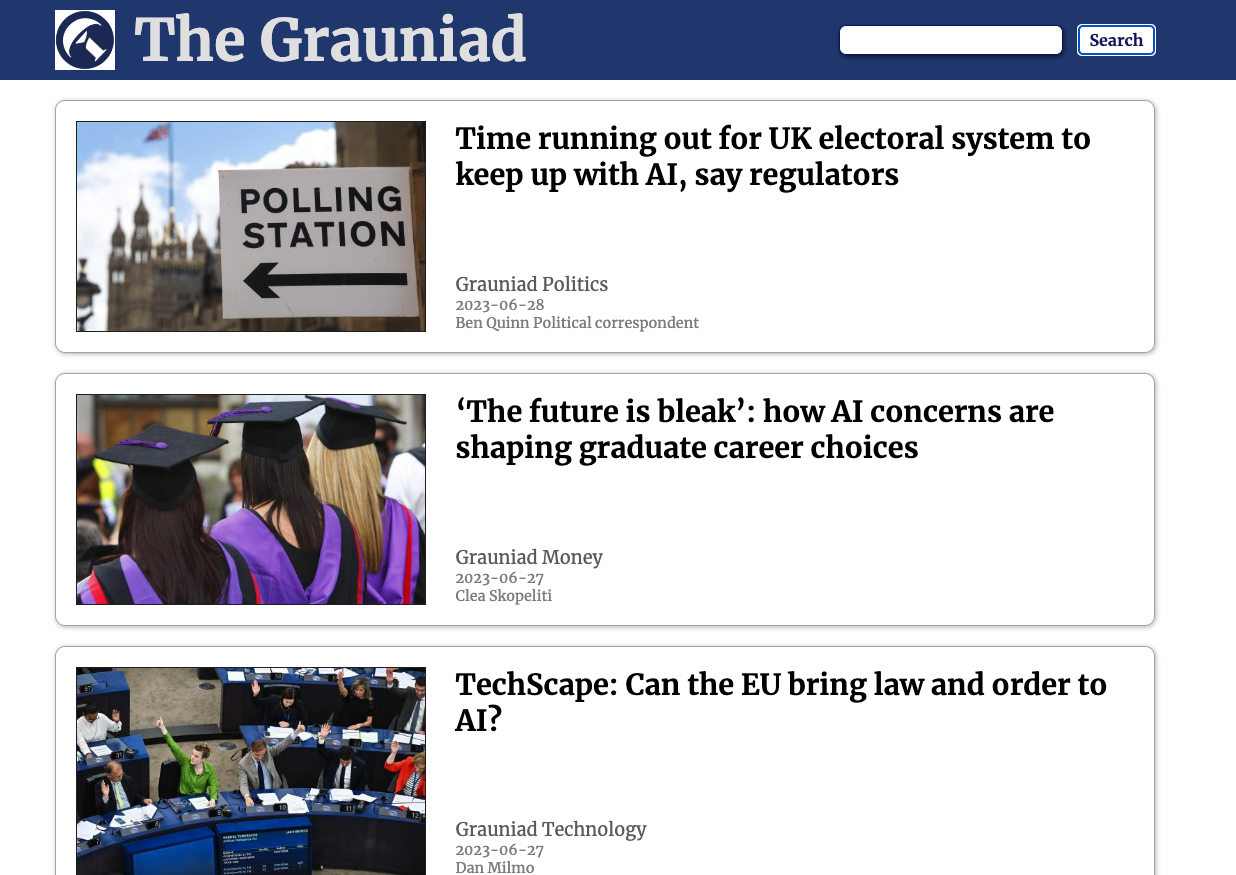 The Grauniad
Search
POLLING
STATION
Time running out for UK electoral system to
keep up with AI, say regulators
Grauniad Politics
2023-06-28
Ben Quinn Political correspondent
‘The future is bleak’: how AI concerns are
shaping graduate career choices
Grauniad Money
2023-06-27
Clea Skopeliti
TechScape: Can the EU bring law and order to
AI?
Grauniad Technology
2023-06-27
Dan Milmo